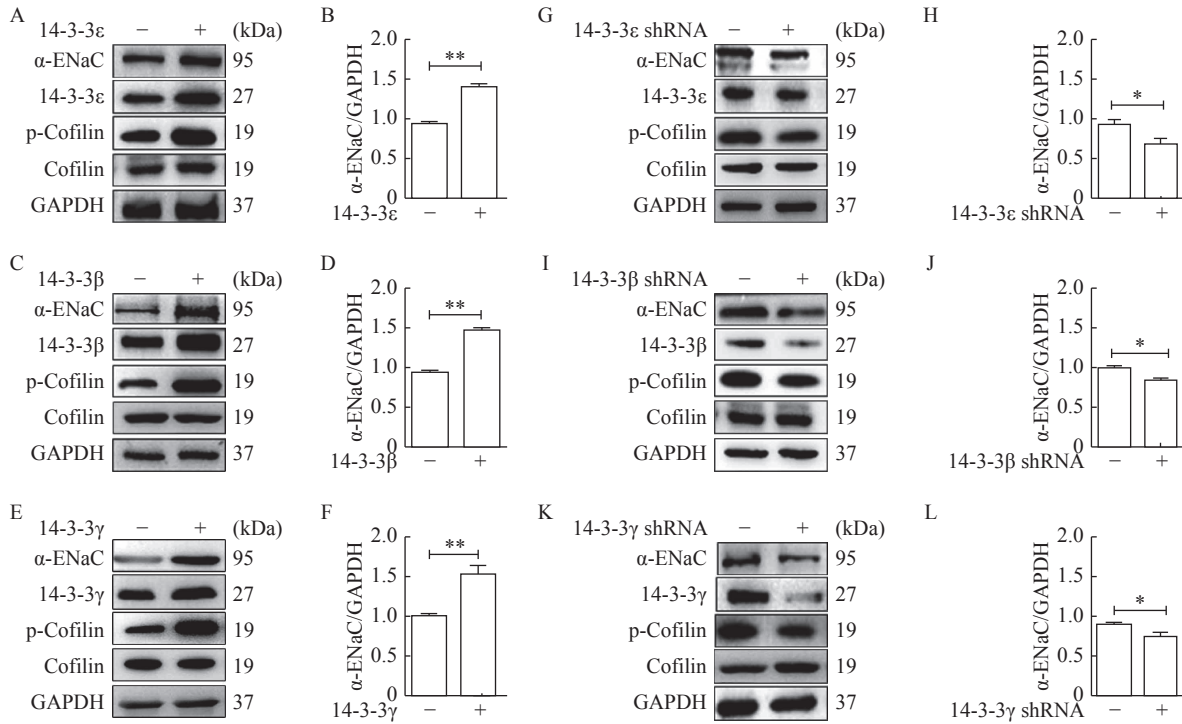 A
14-3-3ε − + (kDa)
α-ENaC 95
14-3-3ε 27
p-Cofilin 19
Cofilin 19
GAPDH 37
B
α-ENaC/GAPDH
2.0
1.5
1.0
0.5
0
**
− +
14-3-3ε
G
14-3-3ε shRNA − + (kDa)
α-ENaC 95
14-3-3ε 27
p-Cofilin 19
Cofilin 19
GAPDH 37
H
α-ENaC/GAPDH
2.0
1.5
1.0
0.5
0
*
− +
14-3-3ε shRNA
C
14-3-3β − + (kDa)
α-ENaC 95
14-3-3β 27
p-Cofilin 19
Cofilin 19
GAPDH 37
D
α-ENaC/GAPDH
2.0
1.5
1.0
0.5
0
**
− +
14-3-3β
I
14-3-3β shRNA − + (kDa)
α-ENaC 95
14-3-3β 27
p-Cofilin 19
Cofilin 19
GAPDH 37
J
α-ENaC/GAPDH
2.0
1.5
1.0
0.5
0
*
− +
14-3-3β shRNA
E
14-3-3γ − + (kDa)
α-ENaC 95
14-3-3γ 27
p-Cofilin 19
Cofilin 19
GAPDH 37
F
α-ENaC/GAPDH
2.0
1.5
1.0
0.5
0
**
− +
14-3-3γ
K
14-3-3γ shRNA − + (kDa)
α-ENaC 95
14-3-3γ 27
p-Cofilin 19
Cofilin 19
GAPDH 37
L
α-ENaC/GAPDH
2.0
1.5
1.0
0.5
0
*
− +
14-3-3γ shRNA